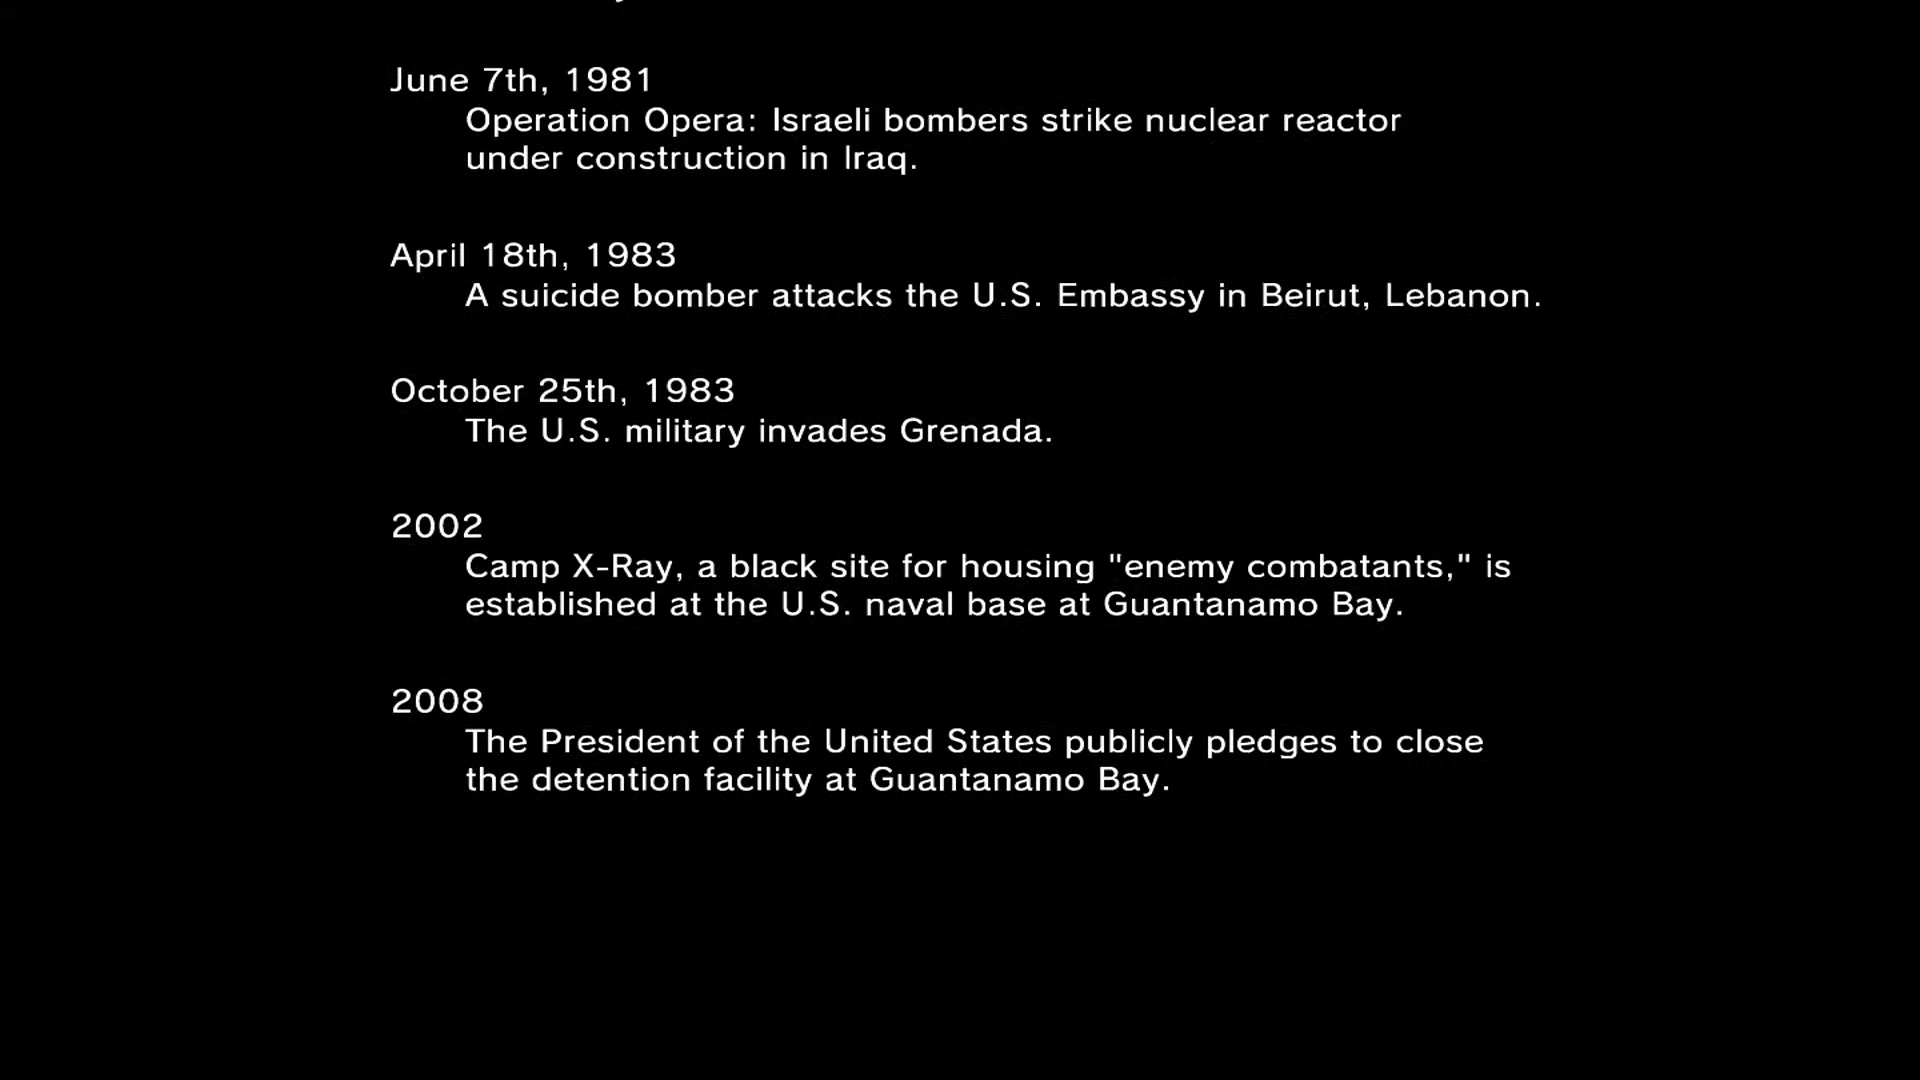 June 7th, 1981
Operation Opera: Israeli bombers strike nuclear reactor
under construction in Iraq.
April 18th, 1983
A suicide bomber attacks the U.S. Embassy in Beirut, Lebanon.
October 25th, 1983
The U.S. military invades Grenada.
2002
Camp X-Ray, a black site for housing "enemy combatants," is
established at the U.S. naval base at Guantanamo Bay.
2008
The President of the United States publicly pledges to close
the detention facility at Guantanamo Bay.